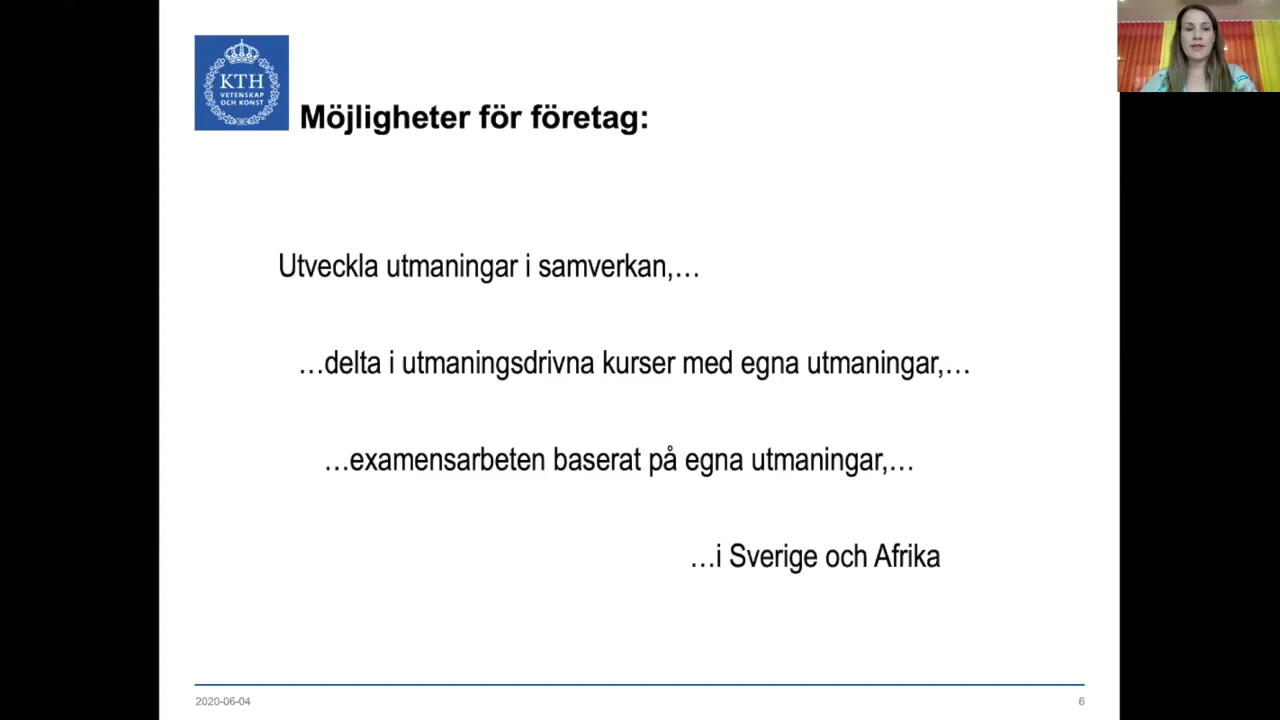 KTH
VETENSKAP
OCH KONST
Möjligheter för företag:
Utveckla utmaningar i samverkan,…
…delta i utmaningsdrivna kurser med egna utmaningar,…
…examensarbeten baserat på egna utmaningar,…
…i Sverige och Afrika
2020-06-04
6